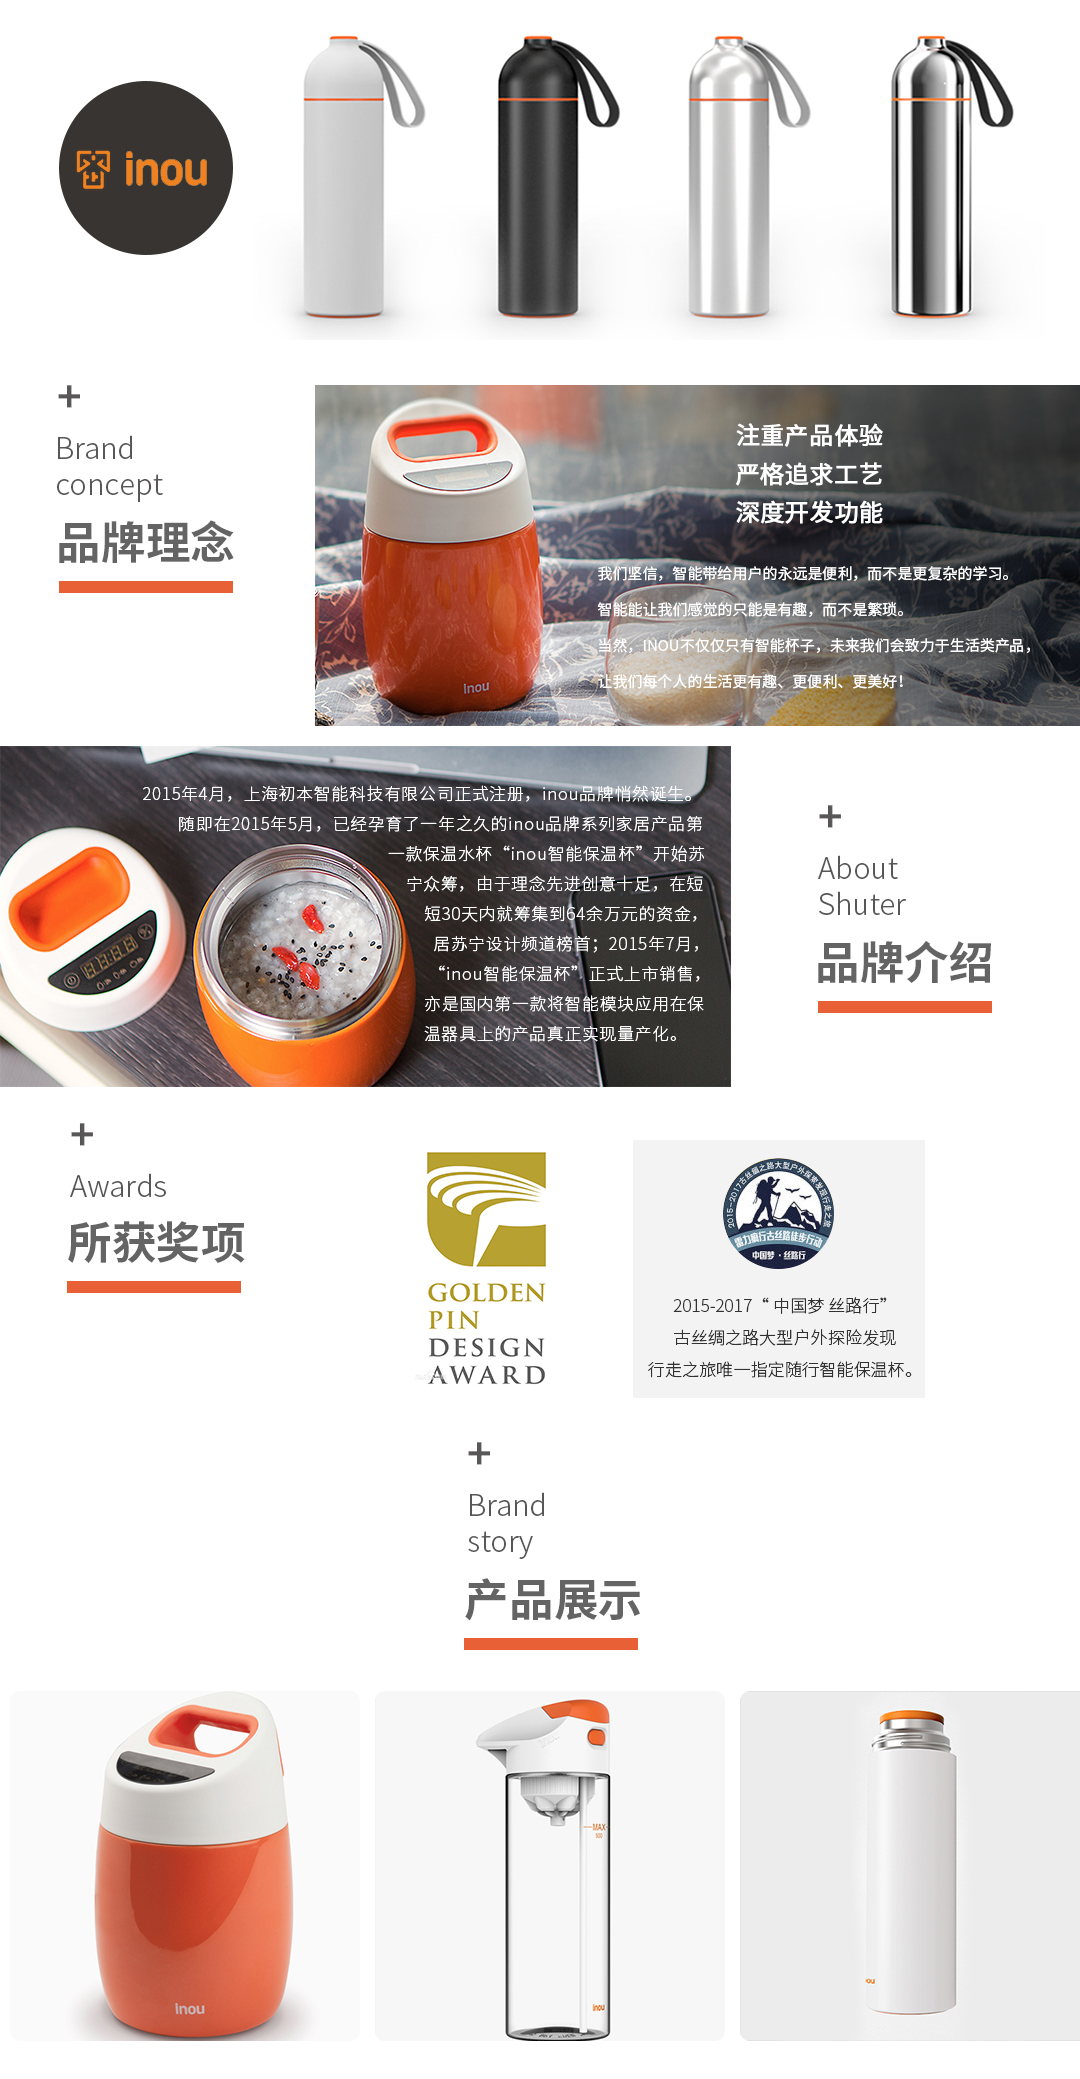 inou
+
Brand
concept
品牌理念
注重产品体验
严格追求工艺
深度开发功能
我们坚信，智能带给用户的永远是便利，而不是更复杂的学习。
智能能让我们感觉的只能是有趣，而不是繁琐。
当然，INOU不仅仅只有智能杯子，未来我们会致力于生活类产品，
让我们每个人的生活更有趣、更便利、更美好！
inou
2015年4月，上海初本智能科技有限公司正式注册，inou品牌悄然诞生。
随即在2015年5月，已经孕育了一年之久的inou品牌系列家居产品第
一款保温水杯“inou智能保温杯”开始苏
宁众筹，由于理念先进创意十足，在短
短30天内就筹集到64余万元的资金，
居苏宁设计频道榜首；2015年7月，
“inou智能保温杯”正式上市销售，
亦是国内第一款将智能模块应用在保
温器具上的产品真正实现量产化。
+
About
Shuter
品牌介绍
+
Awards
所获奖项
GOLDEN
PIN
DESIGN
AWARD
2015-2017古丝绸之路大型户外探索发现行走之旅
雷力疆行古丝路徒步行动
中国梦·丝路行
2015-2017“ 中国梦 丝路行”
古丝绸之路大型户外探险发现
行走之旅唯一指定随行智能保温杯。
+
Brand
story
产品展示
inou
MAX
500
inou